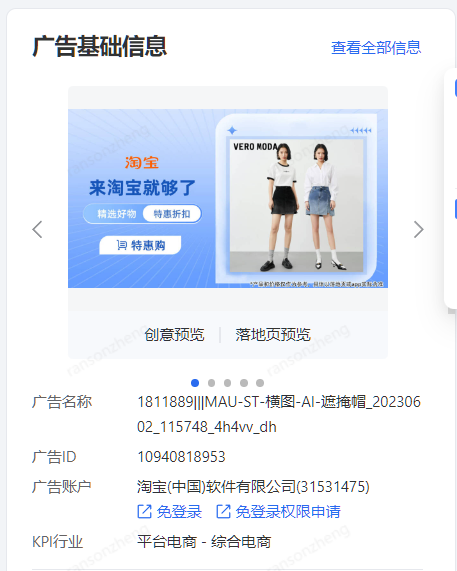 广告基础信息
查看全部信息
VERO MODA
淘宝
来淘宝就够了
精选好物 特惠折扣
特惠购
创意预览 | 落地页预览
广告名称 1811889|||MAU-ST-横图-AI-遮掩帽_20230602_115748_4h4vv_dh
广告ID 10940818953
广告账户 淘宝(中国)软件有限公司(31531475)
免登录 免登录权限申请
KPI行业 平台电商 - 综合电商
ransonzheng